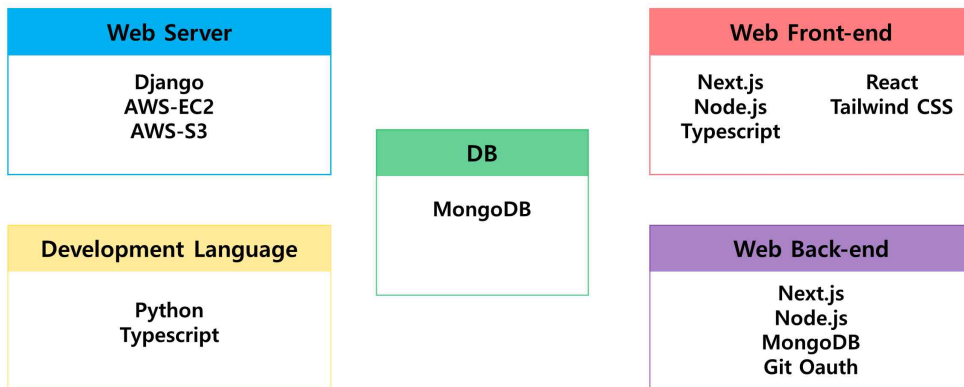 Web Server
Django
AWS-EC2
AWS-S3
Web Front-end
Next.js React
Node.js Tailwind CSS
Typescript
DB
MongoDB
Development Language
Python
Typescript
Web Back-end
Next.js
Node.js
MongoDB
Git Oauth